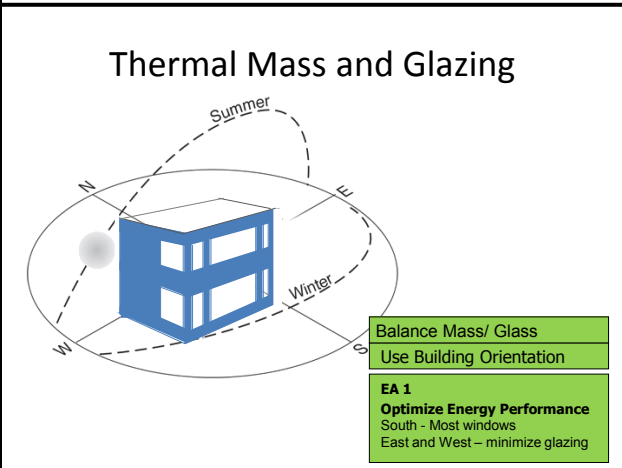 Thermal Mass and Glazing
Summer
N
E
Winter
W
S
Balance Mass/ Glass
Use Building Orientation
EA 1
Optimize Energy Performance
South - Most windows
East and West – minimize glazing